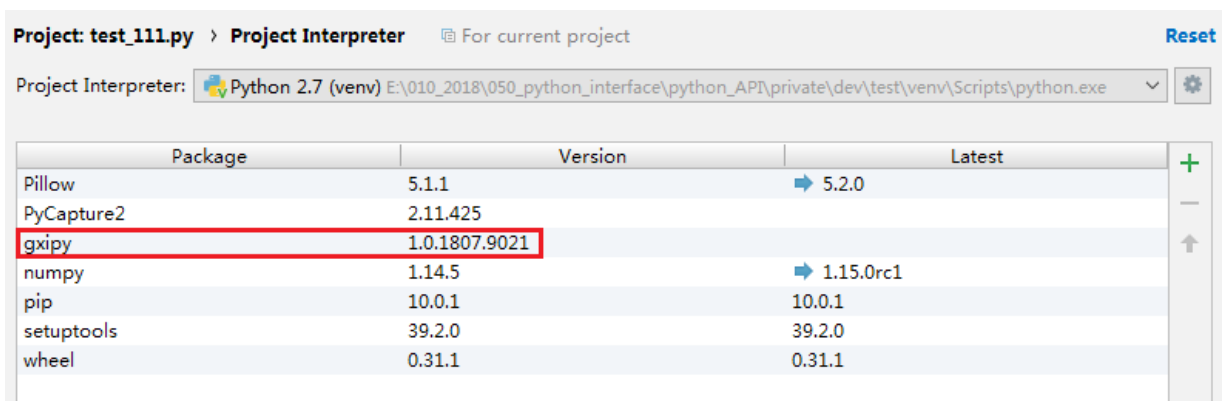 Project: test_111.py › Project Interpreter For current project Reset
Project Interpreter: Python 2.7 (venv) E:\010_2018\050_python_interface\python_API\private\dev\test\venv\Scripts\python.exe
Package Version Latest
Pillow 5.1.1 5.2.0
PyCapture2 2.11.425
gxipy 1.0.1807.9021
numpy 1.14.5 1.15.0rc1
pip 10.0.1 10.0.1
setuptools 39.2.0 39.2.0
wheel 0.31.1 0.31.1